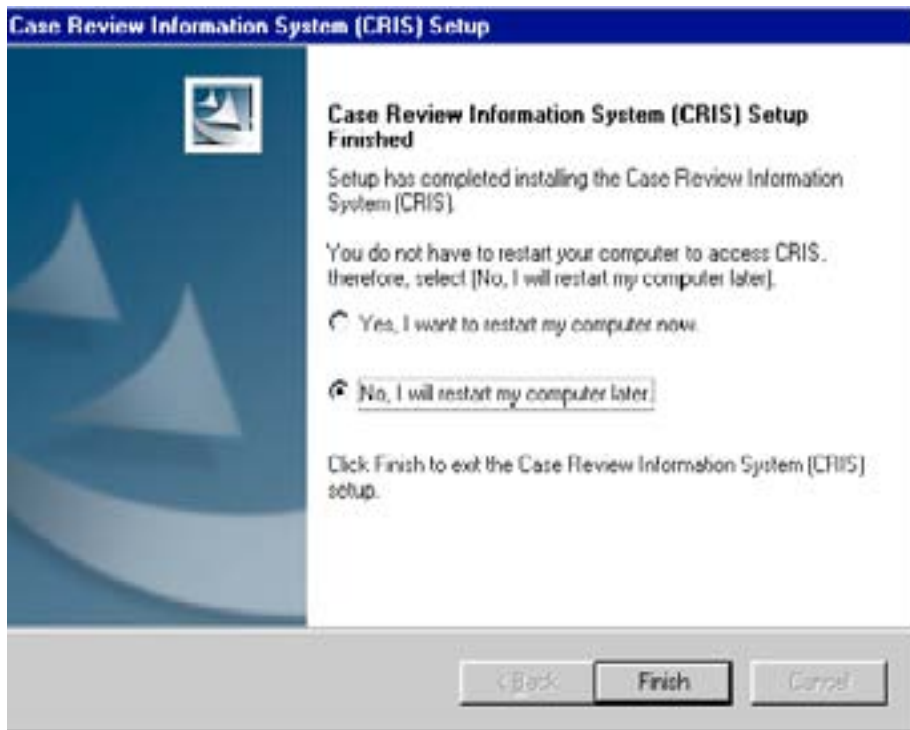 Case Review Information System (CRIS) Setup
Case Review Information System (CRIS) Setup
Finished
Setup has completed installing the Case Review Information
System (CRIS).
You do not have to restart your computer to access CRIS,
therefore, select [No, I will restart my computer later].
Yes, I want to restart my computer now.
No, I will restart my computer later.
Click Finish to exit the Case Review Information System (CRIS)
setup.
< Back
Finish
Cancel